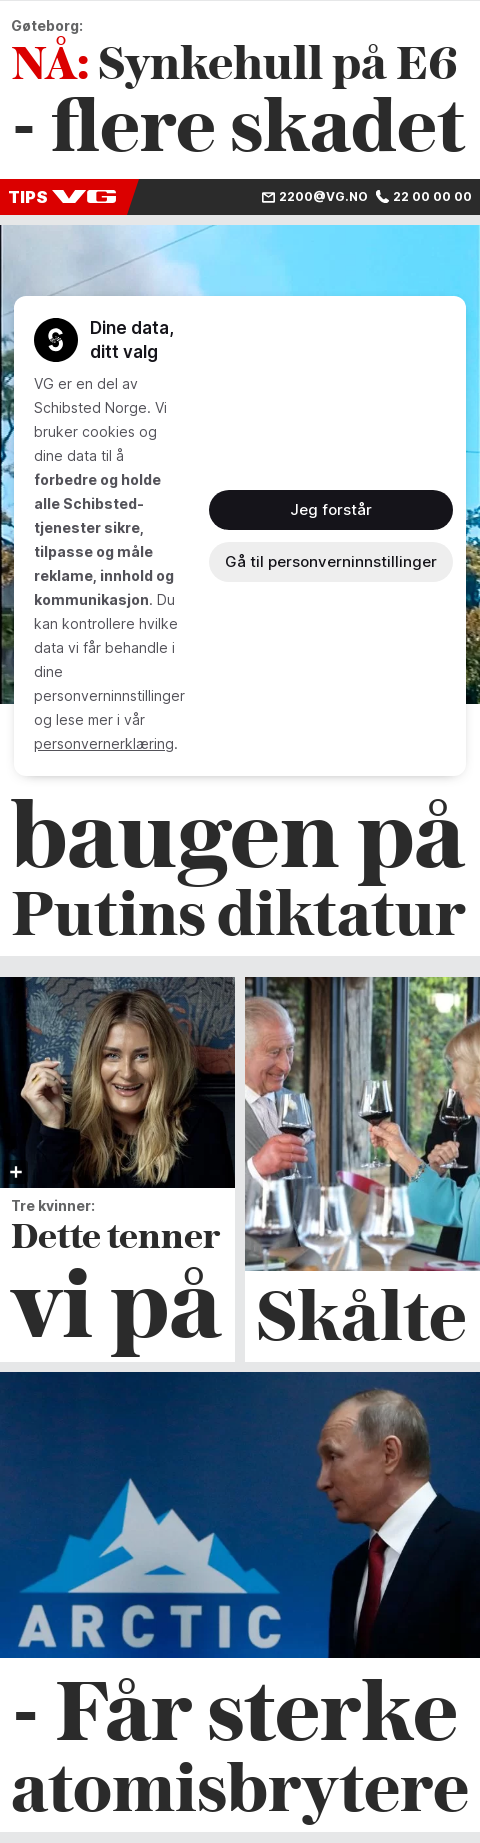 Gøteborg:
NÅ: Synkehull på E6
- flere skadet
TIPS VG
2200@VG.NO 22 00 00 00
Dine data,
ditt valg
VG er en del av
Schibsted Norge. Vi
bruker cookies og
dine data til å
forbedre og holde
alle Schibsted-
tjenester sikre,
tilpasse og måle
reklame, innhold og
kommunikasjon. Du
kan kontrollere hvilke
data vi får behandle i
dine
personverninnstillinger
og lese mer i vår
personvernerklæring.
Jeg forstår
Gå til personverninnstillinger
baugen på
Putins diktatur
Tre kvinner:
Dette tenner
vi på
Skålte
ARCTIC
- Får sterke
atomisbrytere